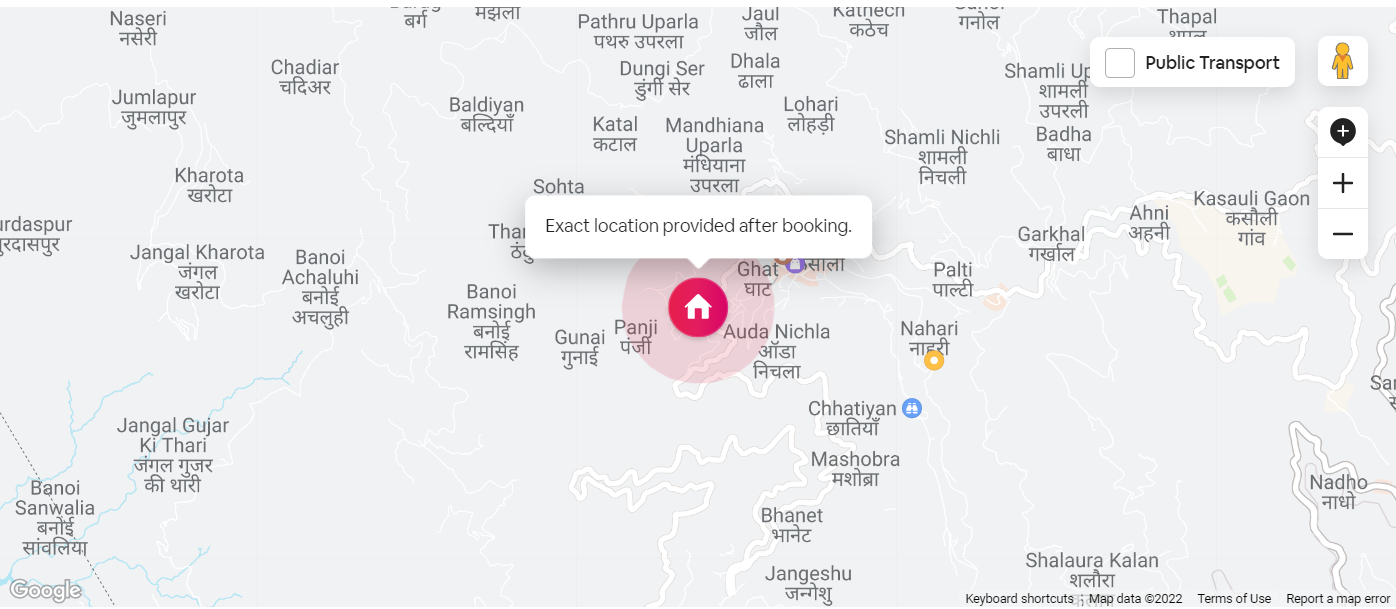 Naseri
नसेरी
बर्ग
मझला
Pathru Uparla
पथरु उपरला
Jaul
जौल
Kathech
कठेच
गनोल
Thapal
Chadiar
चदिअर
Dungi Ser
डुंगी सेर
Dhala
ढाला
Shamli Up
शामली
उपरली
Public Transport
Jumlapur
जुमलापुर
Baldiyan
बल्दियाँ
Katal
कटाल
Mandhiana
Uparla
मंधियाना
उपरला
Lohari
लोहड़ी
Shamli Nichli
शामली
निचली
Badha
बाधा
Kharota
खरोटा
Sohta
Exact location provided after booking.
Kasauli Gaon
कसौली
गांव
Ahni
अहनी
Garkhal
गर्खाल
urdaspur
ुरदासपुर
Jangal Kharota
जंगल
खरोटा
Banoi
Achaluhi
बनोई
अचलुही
Thar
Ghat
घाट
Palti
पाल्टी
Banoi
Ramsingh
बनोई
रामसिंह
Gunai
गुनाई
Panji
पंजी
Auda Nichla
ऑडा
निचला
Nahari
नाहरी
Chhatiyan
छातियाँ
Jangal Gujar
Ki Thari
जंगल गुजर
की थारी
Mashobra
मशोब्रा
Banoi
Sanwalia
बनोई
सांवलिया
Bhanet
भानेट
Nadho
नाधो
Jangeshu
जन्गेशु
Shalaura Kalan
शलौरा
Google
Keyboard shortcuts
Map data ©2022
Terms of Use
Report a map error